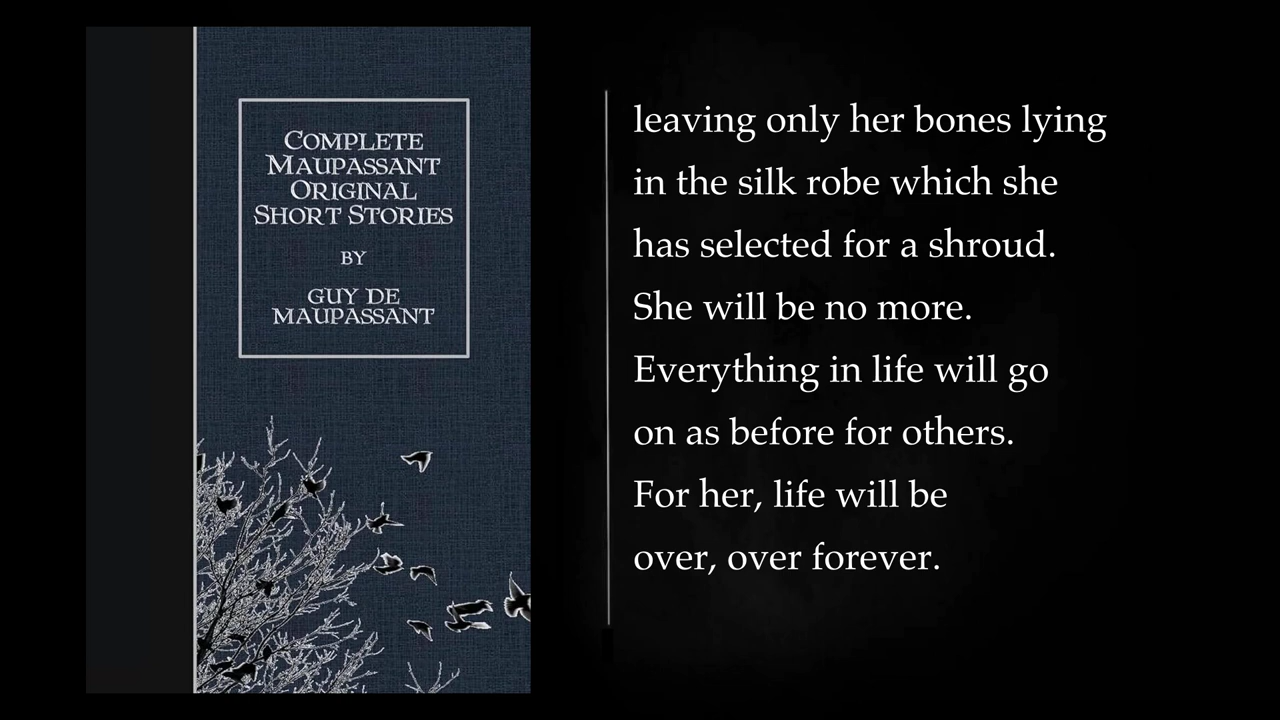 COMPLETE
MAUPASSANT
ORIGINAL
SHORT STORIES
BY
GUY DE
MAUPASSANT
leaving only her bones lying
in the silk robe which she
has selected for a shroud.
She will be no more.
Everything in life will go
on as before for others.
For her, life will be
over, over forever.